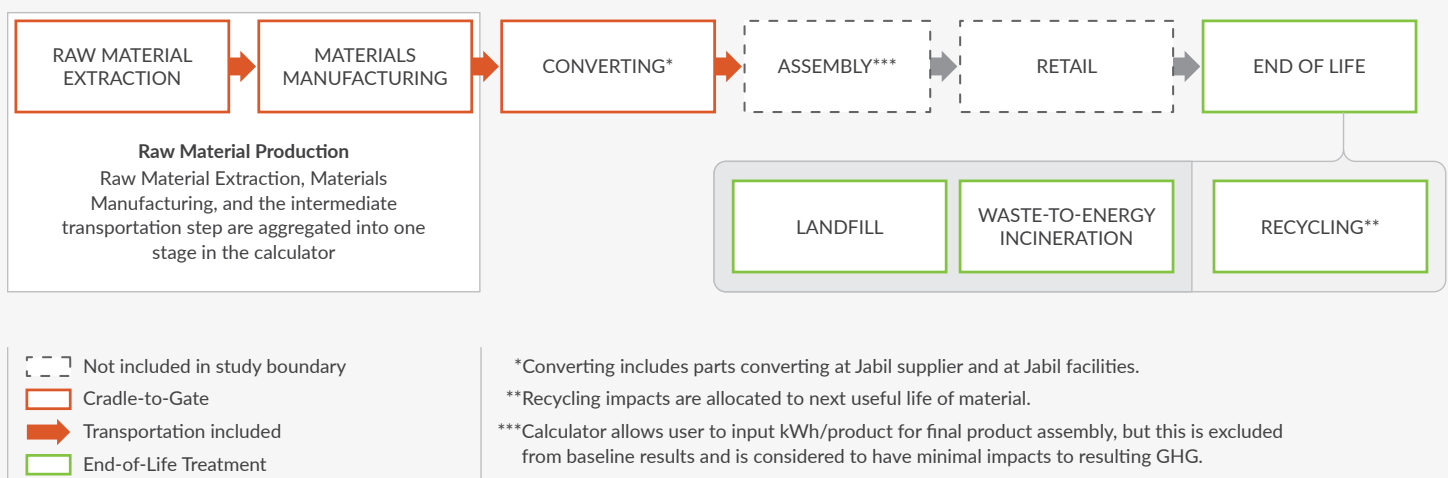 RAW MATERIAL
EXTRACTION
MATERIALS
MANUFACTURING
CONVERTING*
ASSEMBLY***
RETAIL
END OF LIFE
Raw Material Production
Raw Material Extraction, Materials
Manufacturing, and the intermediate
transportation step are aggregated into one
stage in the calculator
LANDFILL
WASTE-TO-ENERGY
INCINERATION
RECYCLING**
Not included in study boundary
Cradle-to-Gate
Transportation included
End-of-Life Treatment
*Converting includes parts converting at Jabil supplier and at Jabil facilities.
**Recycling impacts are allocated to next useful life of material.
***Calculator allows user to input kWh/product for final product assembly, but this is excluded
from baseline results and is considered to have minimal impacts to resulting GHG.